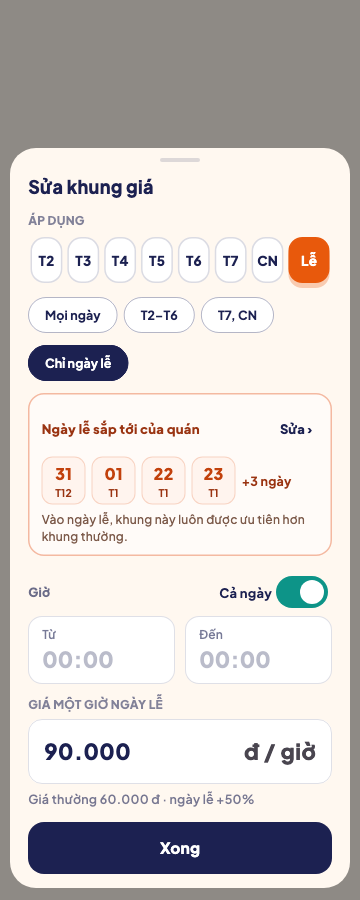 Sửa khung giá
ÁP DỤNG
T2 T3 T4 T5 T6 T7 CN Lễ
Mọi ngày T2–T6 T7, CN
Chỉ ngày lễ
Ngày lễ sắp tới của quán Sửa ›
31 01 22 23 +3 ngày
T12 T1 T1 T1
Vào ngày lễ, khung này luôn được ưu tiên hơn
khung thường.
Giờ Cả ngày
Từ Đến
00:00 00:00
GIÁ MỘT GIỜ NGÀY LỄ
90.000 đ / giờ
Giá thường 60.000 đ · ngày lễ +50%
Xong